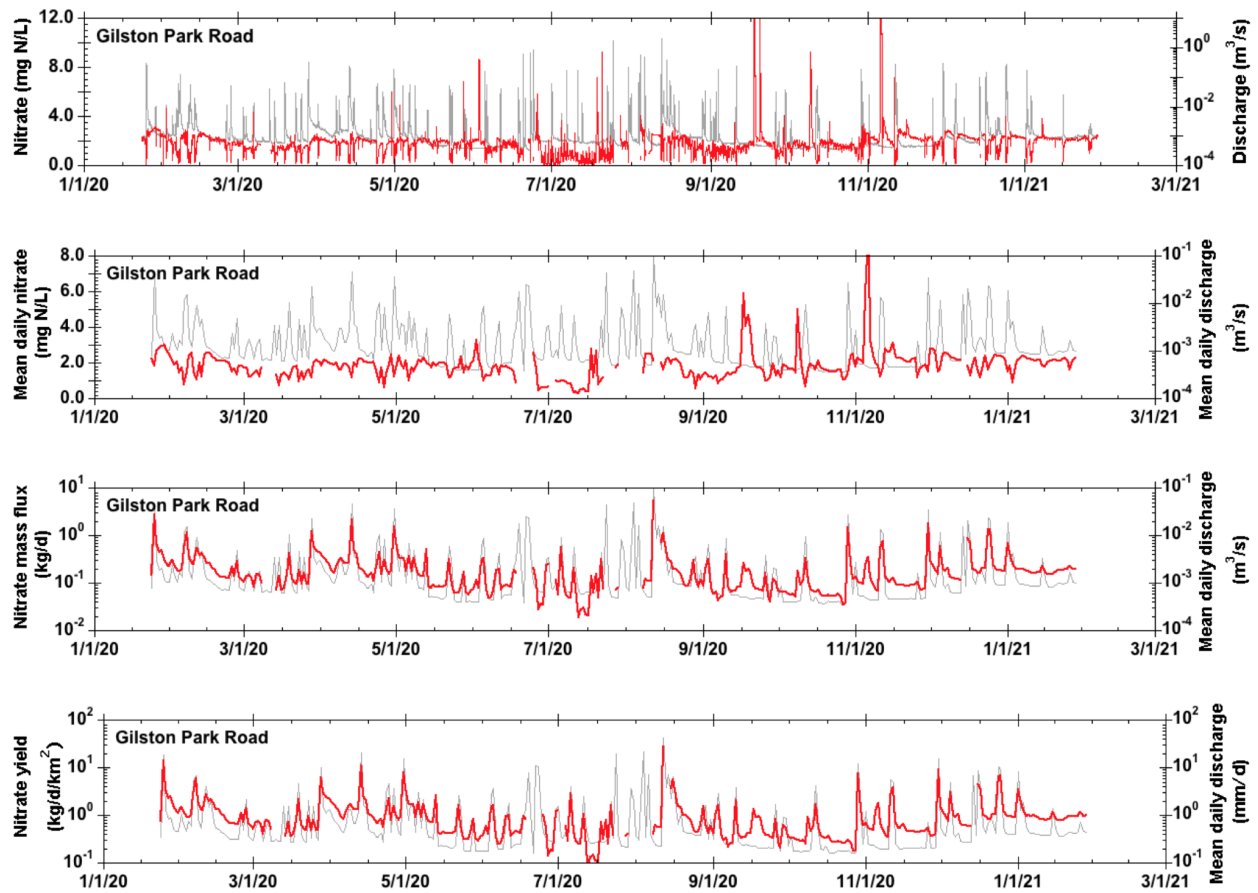 12.0
8.0
4.0
0.0
Nitrate (mg N/L)
Gilston Park Road
10^0
10^-2
10^-4
Discharge (m^3/s)
1/1/20 3/1/20 5/1/20 7/1/20 9/1/20 11/1/20 1/1/21 3/1/21
8.0
6.0
4.0
2.0
0.0
Mean daily nitrate
(mg N/L)
Gilston Park Road
10^-1
10^-2
10^-3
10^-4
Mean daily discharge
(m^3/s)
1/1/20 3/1/20 5/1/20 7/1/20 9/1/20 11/1/20 1/1/21 3/1/21
10^1
10^0
10^-1
10^-2
Nitrate mass flux
(kg/d)
Gilston Park Road
10^-1
10^-2
10^-3
10^-4
Mean daily discharge
(m^3/s)
1/1/20 3/1/20 5/1/20 7/1/20 9/1/20 11/1/20 1/1/21 3/1/21
10^2
10^1
10^0
10^-1
Nitrate yield
(kg/d/km^2)
Gilston Park Road
10^2
10^1
10^0
10^-1
Mean daily discharge
(mm/d)
1/1/20 3/1/20 5/1/20 7/1/20 9/1/20 11/1/20 1/1/21 3/1/21